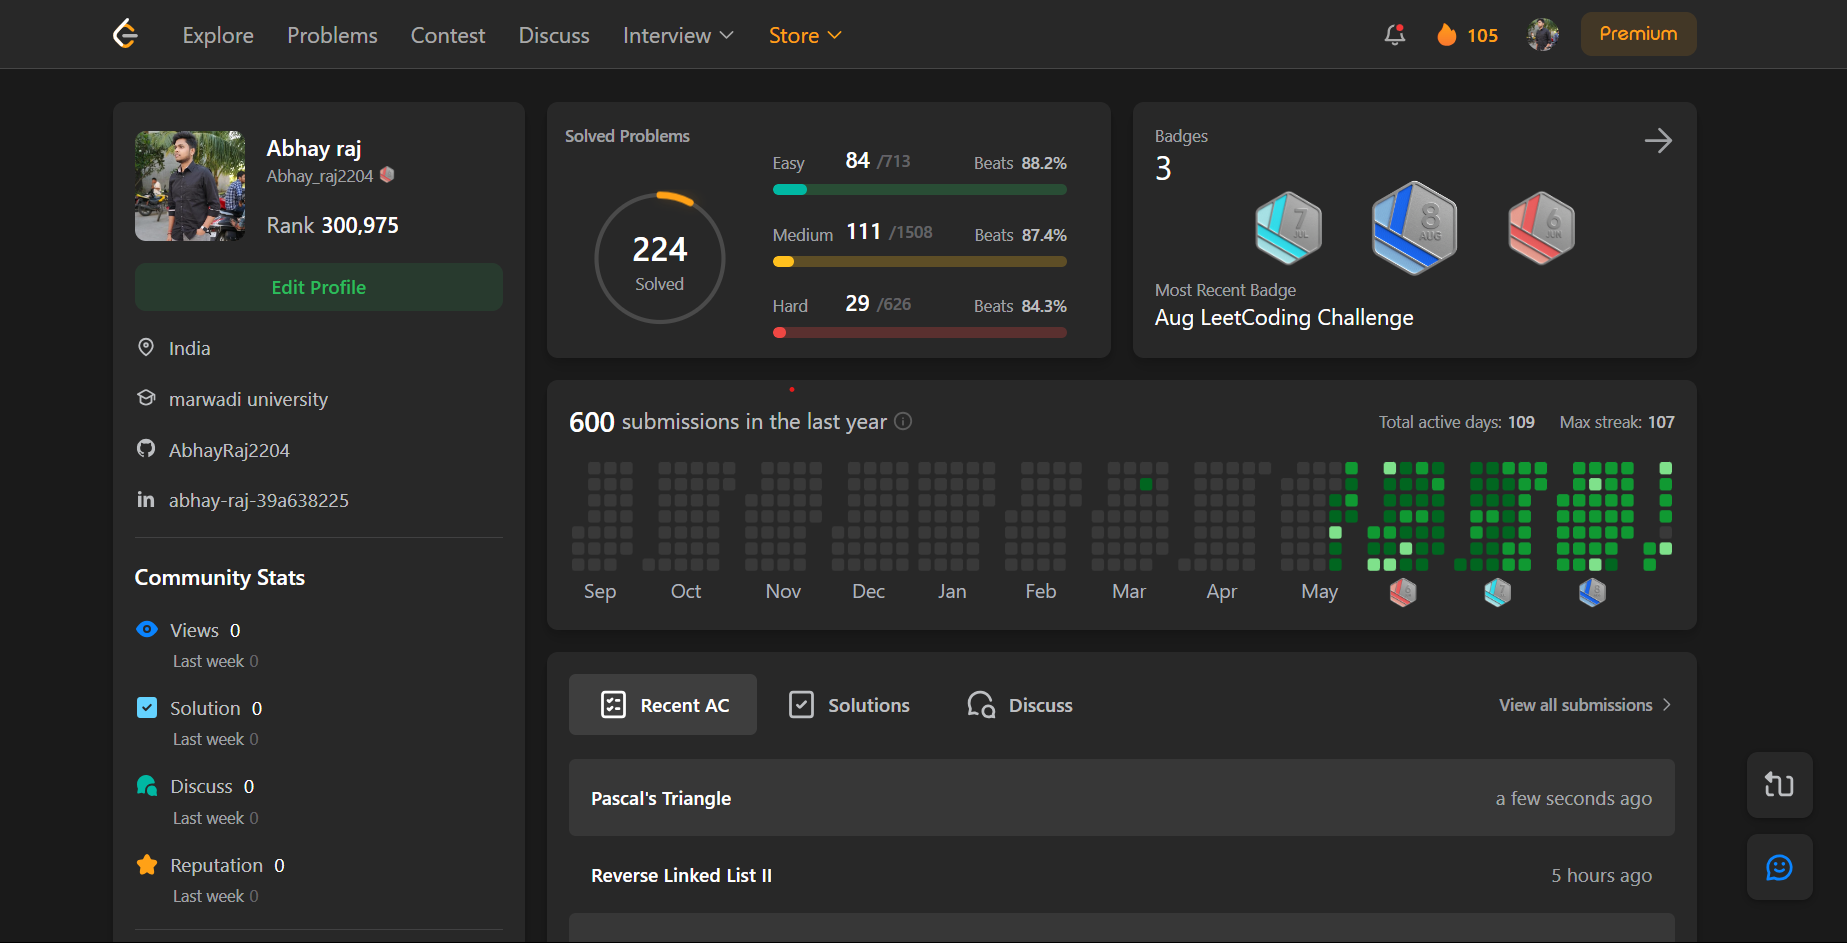 Explore Problems Contest Discuss Interview Store 105 Premium
Abhay raj
Abhay_raj2204
Rank 300,975
Edit Profile
India
marwadi university
AbhayRaj2204
abhay-raj-39a638225
Community Stats
Views 0
Last week 0
Solution 0
Last week 0
Discuss 0
Last week 0
Reputation 0
Last week 0
Solved Problems
224
Solved
Easy 84 /713 Beats 88.2%
Medium 111 /1508 Beats 87.4%
Hard 29 /626 Beats 84.3%
Badges
3
7 JUL
8 AUG
6 JUN
Most Recent Badge
Aug LeetCoding Challenge
600 submissions in the last year Total active days: 109 Max streak: 107
Sep Oct Nov Dec Jan Feb Mar Apr May
Recent AC Solutions Discuss View all submissions
Pascal's Triangle a few seconds ago
Reverse Linked List II 5 hours ago